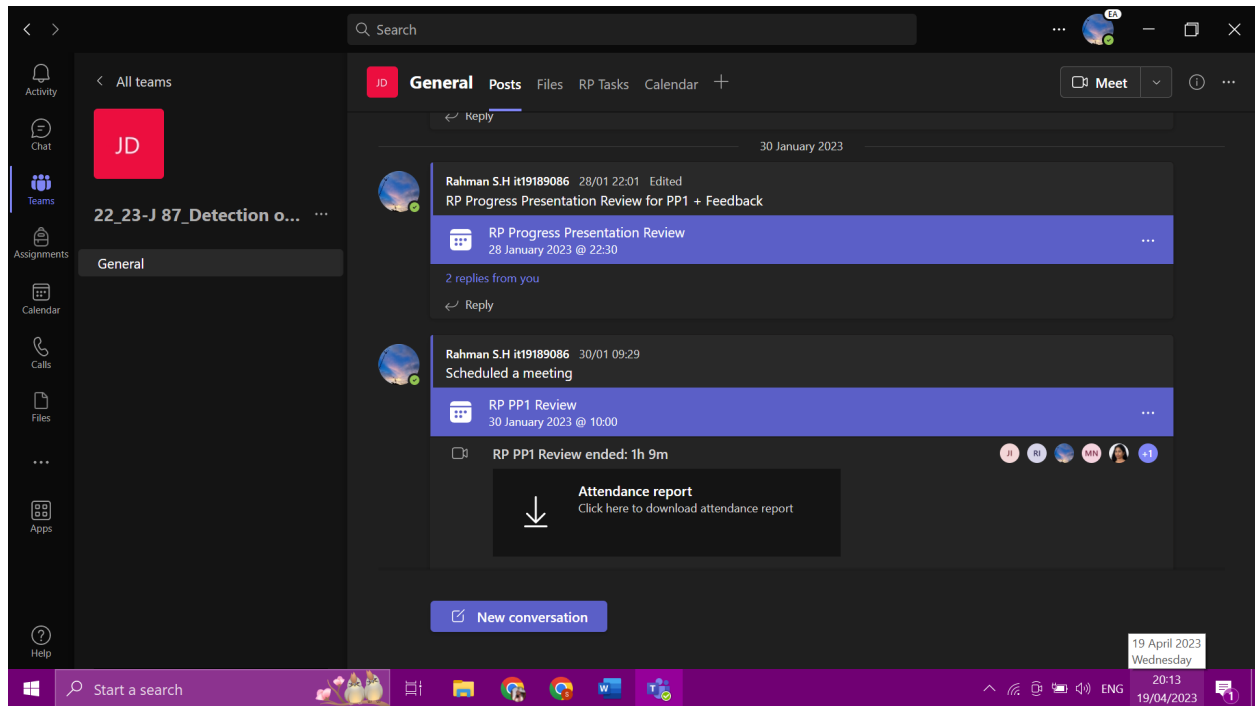 Search
EA
Activity
Chat
Teams
Assignments
Calendar
Calls
Files
Apps
Help
All teams
JD
22_23-J 87_Detection o...
General
JD
General Posts Files RP Tasks Calendar
Meet
Reply
30 January 2023
Rahman S.H it19189086 28/01 22:01 Edited
RP Progress Presentation Review for PP1 + Feedback
RP Progress Presentation Review
28 January 2023 @ 22:30
2 replies from you
Reply
Rahman S.H it19189086 30/01 09:29
Scheduled a meeting
RP PP1 Review
30 January 2023 @ 10:00
RP PP1 Review ended: 1h 9m
JI RI MN +1
Attendance report
Click here to download attendance report
New conversation
19 April 2023
Wednesday
Start a search
ENG
20:13
19/04/2023
1